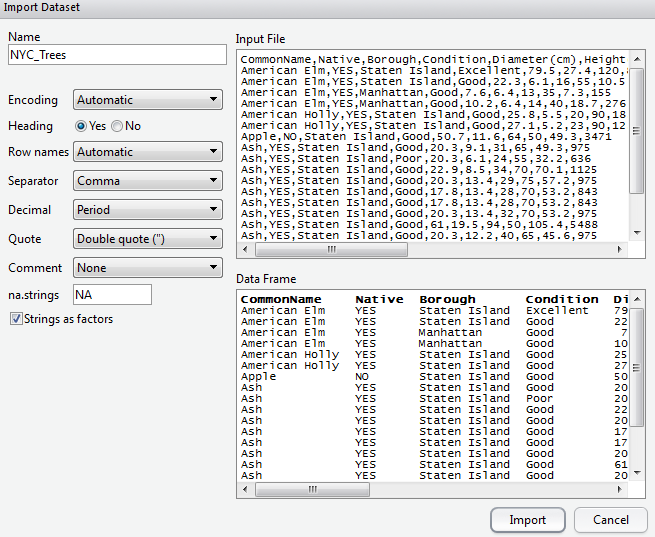 Import Dataset
Name
NYC_Trees
Encoding Automatic
Heading Yes No
Row names Automatic
Separator Comma
Decimal Period
Quote Double quote (")
Comment None
na.strings NA
Strings as factors
Input File
CommonName,Native,Borough,Condition,Diameter(cm),Height
American Elm,YES,Staten Island,Excellent,79.5,27.4,120,
American Elm,YES,Staten Island,Good,22.3,6.1,16,55,10.5
American Elm,YES,Manhattan,Good,7.6,6.4,13,35,7.3,155
American Elm,YES,Manhattan,Good,10.2,6.4,14,40,18.7,276
American Holly,YES,Staten Island,Good,25.8,5.5,20,90,18
American Holly,YES,Staten Island,Good,27.1,5.2,23,90,12
Apple,NO,Staten Island,Good,50.7,11.6,64,50,49.3,3471
Ash,YES,Staten Island,Good,20.3,9.1,31,65,49.3,975
Ash,YES,Staten Island,Poor,20.3,6.1,24,55,32.2,636
Ash,YES,Staten Island,Good,22.9,8.5,34,70,70.1,1125
Ash,YES,Staten Island,Good,20.3,13.4,29,75,57.2,975
Ash,YES,Staten Island,Good,17.8,13.4,28,70,53.2,843
Ash,YES,Staten Island,Good,17.8,13.4,28,70,53.2,843
Ash,YES,Staten Island,Good,20.3,13.4,32,70,53.2,975
Ash,YES,Staten Island,Good,61,19.5,94,50,105.4,5488
Ash,YES,Staten Island,Good,20.3,12.2,40,65,45.6,975
Data Frame
CommonName Native Borough Condition Di
American Elm YES Staten Island Excellent 79
American Elm YES Staten Island Good 22
American Elm YES Manhattan Good 7
American Elm YES Manhattan Good 10
American Holly YES Staten Island Good 25
American Holly YES Staten Island Good 27
Apple NO Staten Island Good 50
Ash YES Staten Island Good 20
Ash YES Staten Island Poor 20
Ash YES Staten Island Good 22
Ash YES Staten Island Good 20
Ash YES Staten Island Good 17
Ash YES Staten Island Good 17
Ash YES Staten Island Good 20
Ash YES Staten Island Good 61
Ash YES Staten Island Good 20
Import Cancel